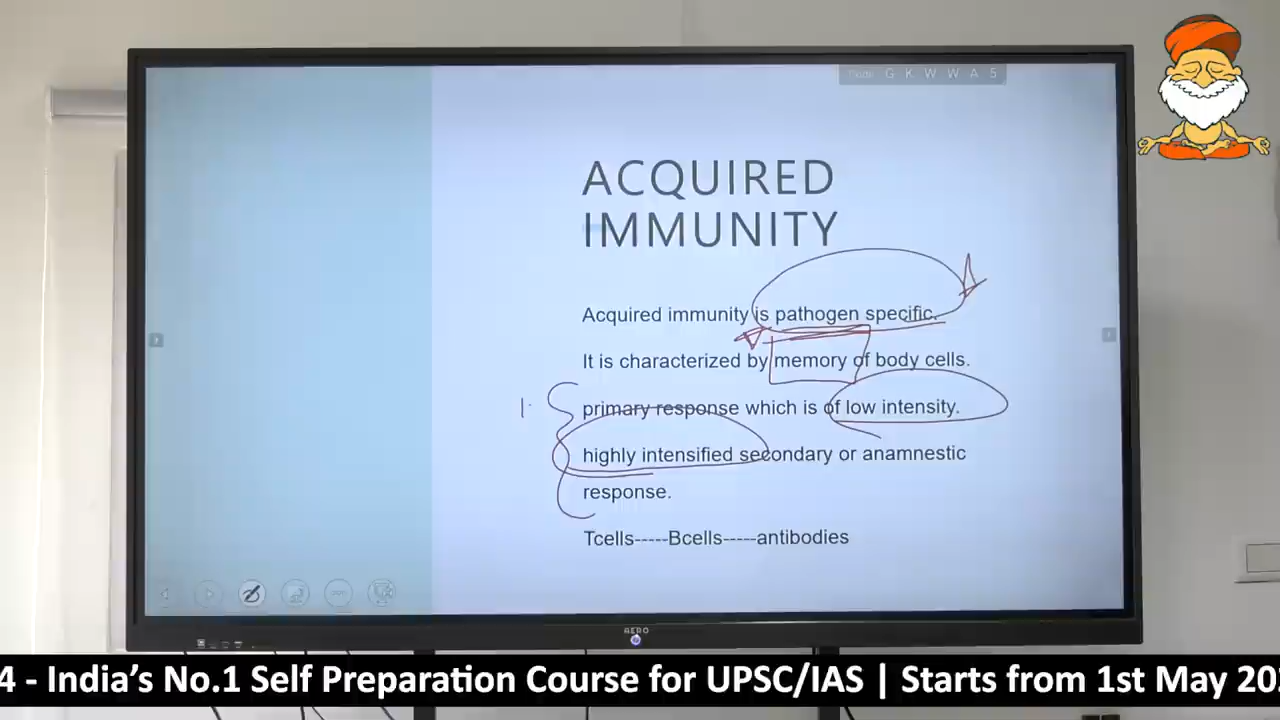 G K W W A 5
ACQUIRED
IMMUNITY
Acquired immunity is pathogen specific.
It is characterized by memory of body cells.
primary response which is of low intensity.
highly intensified secondary or anamnestic
response.
Tcells-----Bcells-----antibodies
4 - India's No.1 Self Preparation Course for UPSC/IAS | Starts from 1st May 20